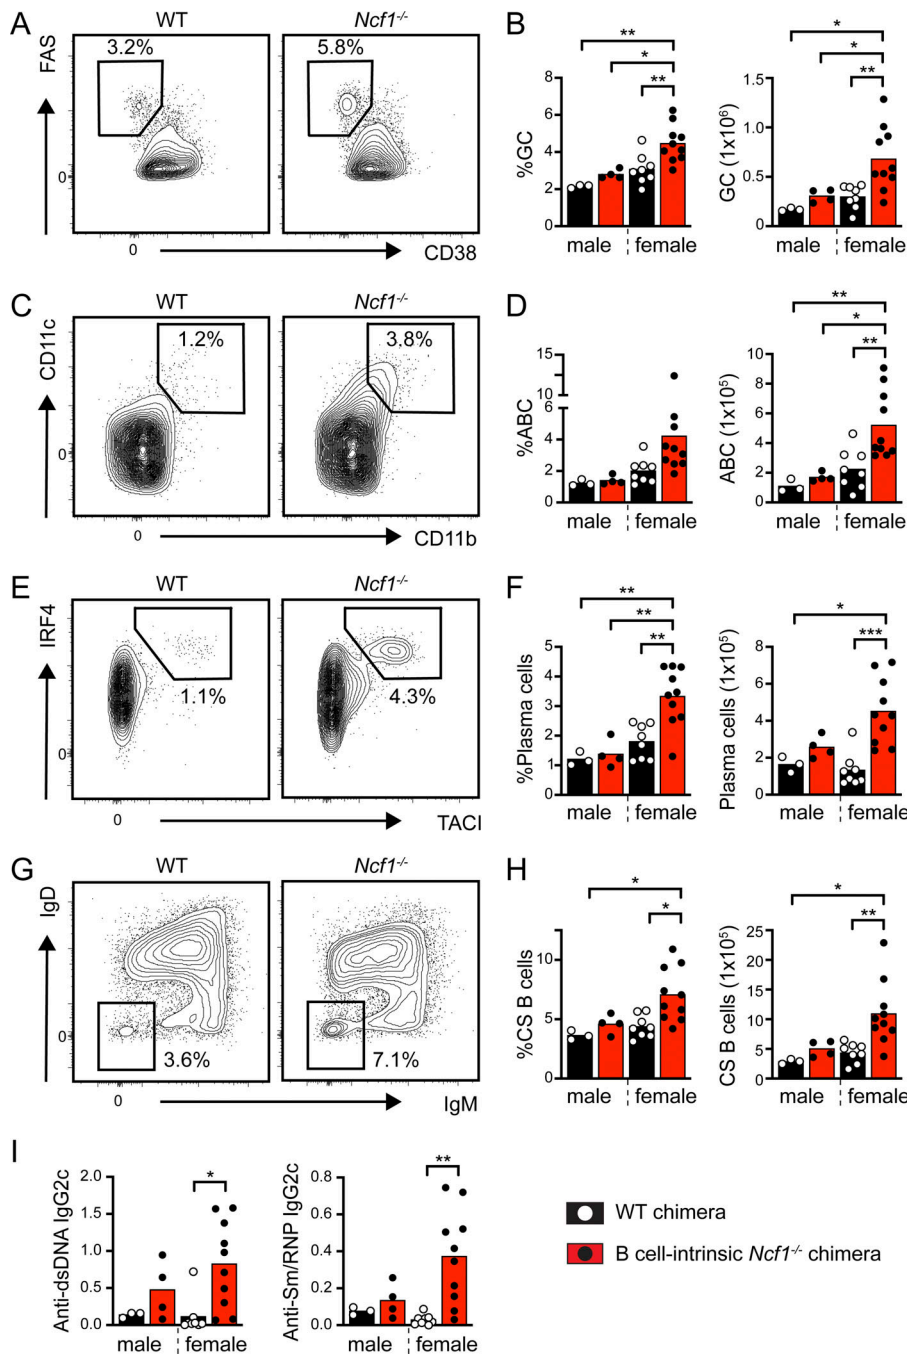 A
WT
Ncf1-/-
FAS
3.2%
5.8%
0
0
CD38
B
**
*
**
%GC
6
4
2
0
male
female
*
*
**
GC (1x10⁶)
1.5
1.0
0.5
0
male
female
C
WT
Ncf1-/-
CD11c
1.2%
3.8%
0
0
CD11b
D
%ABC
15
10
6
4
2
0
male
female
**
*
**
ABC (1x10⁵)
10
8
6
4
2
0
male
female
E
WT
Ncf1-/-
IRF4
1.1%
4.3%
0
0
TACI
F
**
**
**
%Plasma cells
5
4
3
2
1
0
male
female
*
***
Plasma cells (1x10⁵)
8
6
4
2
0
male
female
G
WT
Ncf1-/-
IgD
3.6%
7.1%
0
0
IgM
H
*
*
%CS B cells
15
10
5
0
male
female
*
**
CS B cells (1x10⁵)
25
20
15
10
5
0
male
female
I
*
Anti-dsDNA IgG2c
2.0
1.5
1.0
0.5
0.0
male
female
**
Anti-Sm/RNP IgG2c
0.8
0.6
0.4
0.2
0.0
male
female
WT chimera
B cell-intrinsic Ncf1-/- chimera